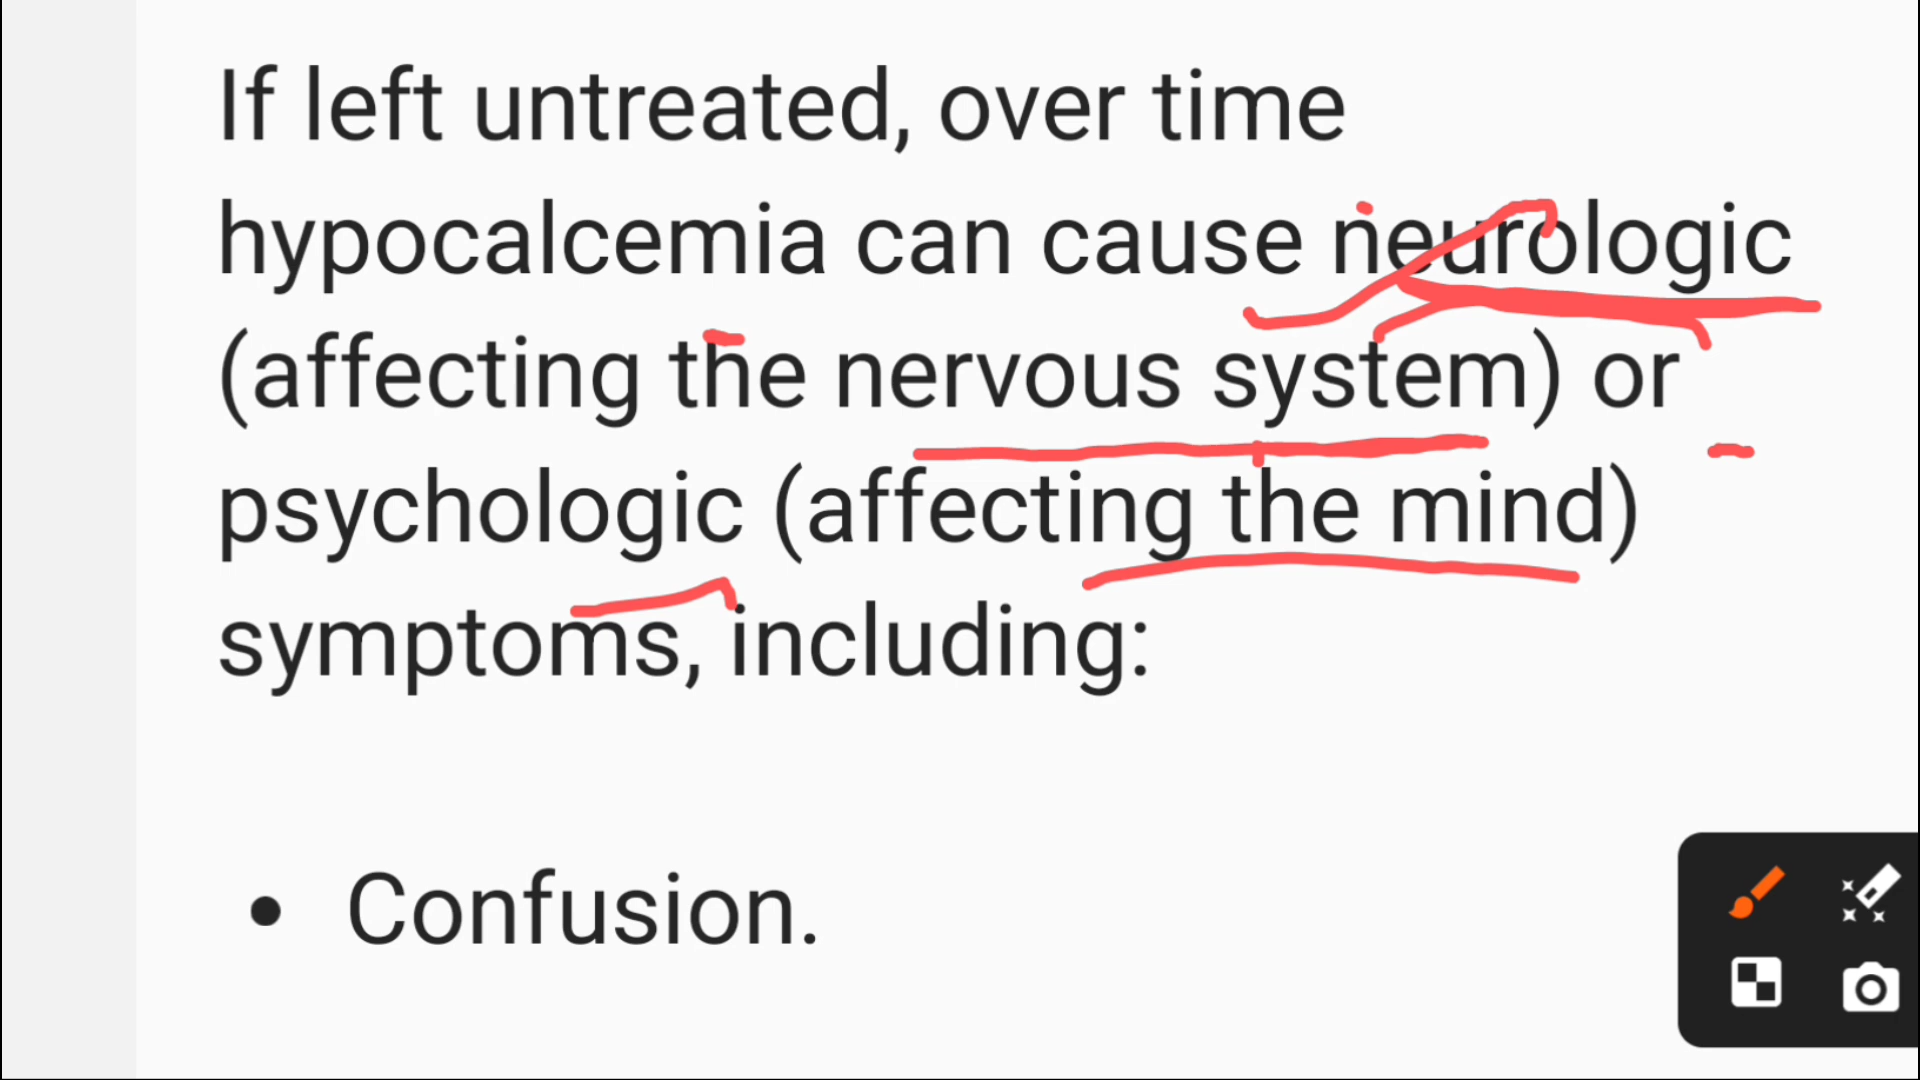 If left untreated, over time
hypocalcemia can cause neurologic
(affecting the nervous system) or
psychologic (affecting the mind)
symptoms, including:
• Confusion.